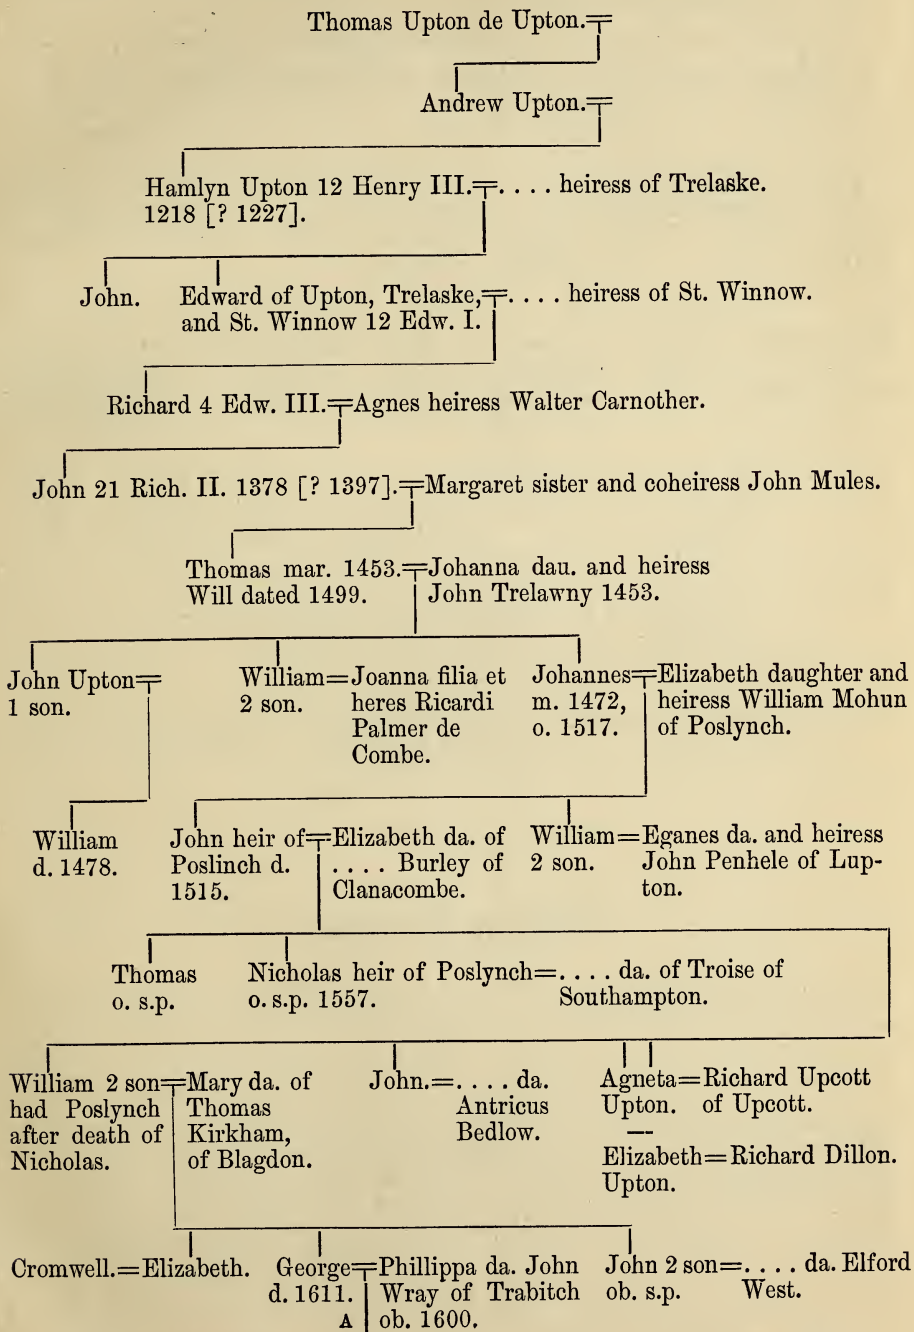 Thomas Upton de Upton.
Andrew Upton.
Hamlyn Upton 12 Henry III. = . . . . heiress of Trelaske.
1218 [? 1227].
John. Edward of Upton, Trelaske, = . . . . heiress of St. Winnow.
and St. Winnow 12 Edw. I.
Richard 4 Edw. III. = Agnes heiress Walter Carnother.
John 21 Rich. II. 1378 [? 1397]. = Margaret sister and coheiress John Mules.
Thomas mar. 1453. = Johanna dau. and heiress
Will dated 1499. John Trelawny 1453.
John Upton =
1 son.
William = Joanna filia et
2 son. heres Ricardi
Palmer de
Combe.
Johannes = Elizabeth daughter and
m. 1472, heiress William Mohun
o. 1517. of Poslynch.
William
d. 1478.
John heir of = Elizabeth da. of
Poslinch d. . . . . Burley of
1515. Clanacombe.
William = Eganes da. and heiress
2 son. John Penhele of Lup-
ton.
Thomas
o. s.p.
Nicholas heir of Poslynch = . . . . da. of Troise of
o. s.p. 1557. Southampton.
William 2 son = Mary da. of
had Poslynch Thomas
after death of Kirkham,
Nicholas. of Blagdon.
John. = . . . . da.
Antricus
Bedlow.
Agneta = Richard Upcott
Upton. of Upcott.
—
Elizabeth = Richard Dillon.
Upton.
Cromwell. = Elizabeth.
George = Phillippa da. John
d. 1611. Wray of Trabitch
A ob. 1600.
John 2 son = . . . . da. Elford
ob. s.p. West.